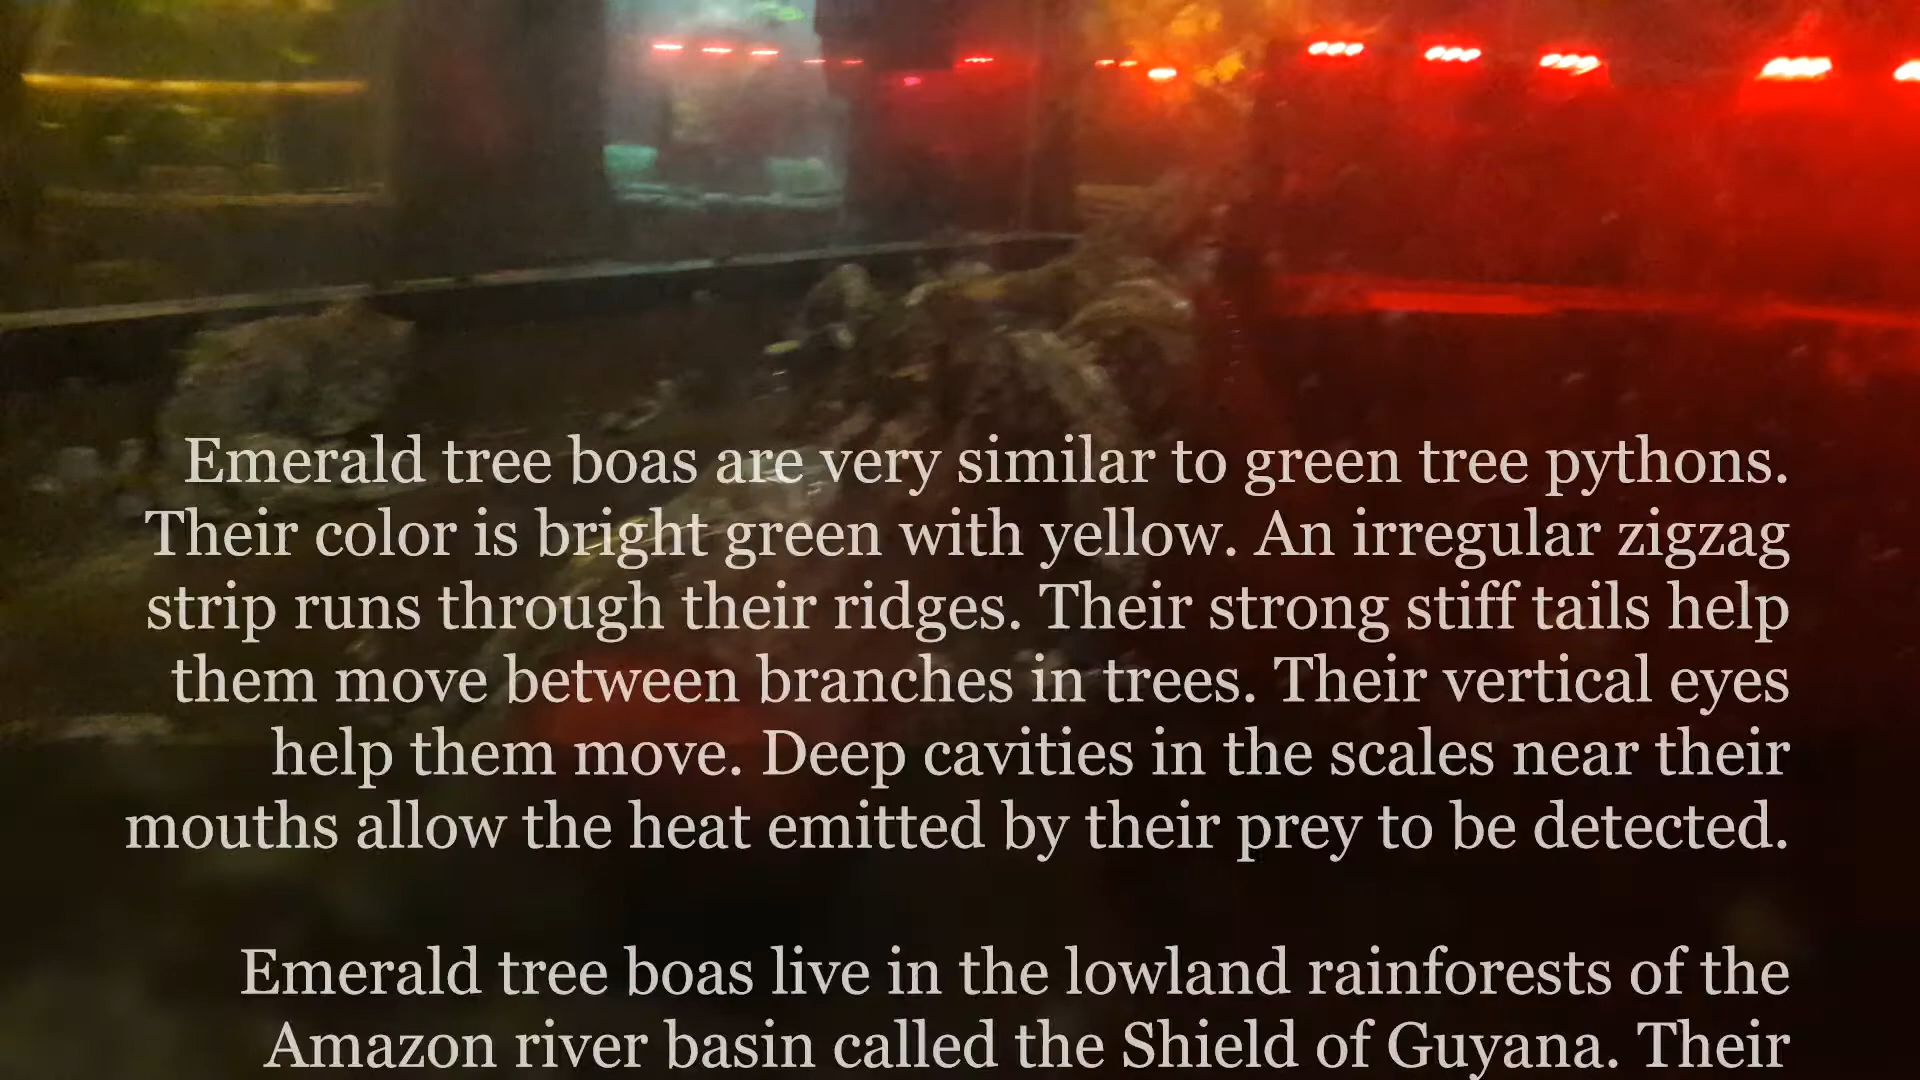 Emerald tree boas are very similar to green tree pythons.
Their color is bright green with yellow. An irregular zigzag
strip runs through their ridges. Their strong stiff tails help
them move between branches in trees. Their vertical eyes
help them move. Deep cavities in the scales near their
mouths allow the heat emitted by their prey to be detected.
Emerald tree boas live in the lowland rainforests of the
Amazon river basin called the Shield of Guyana. Their